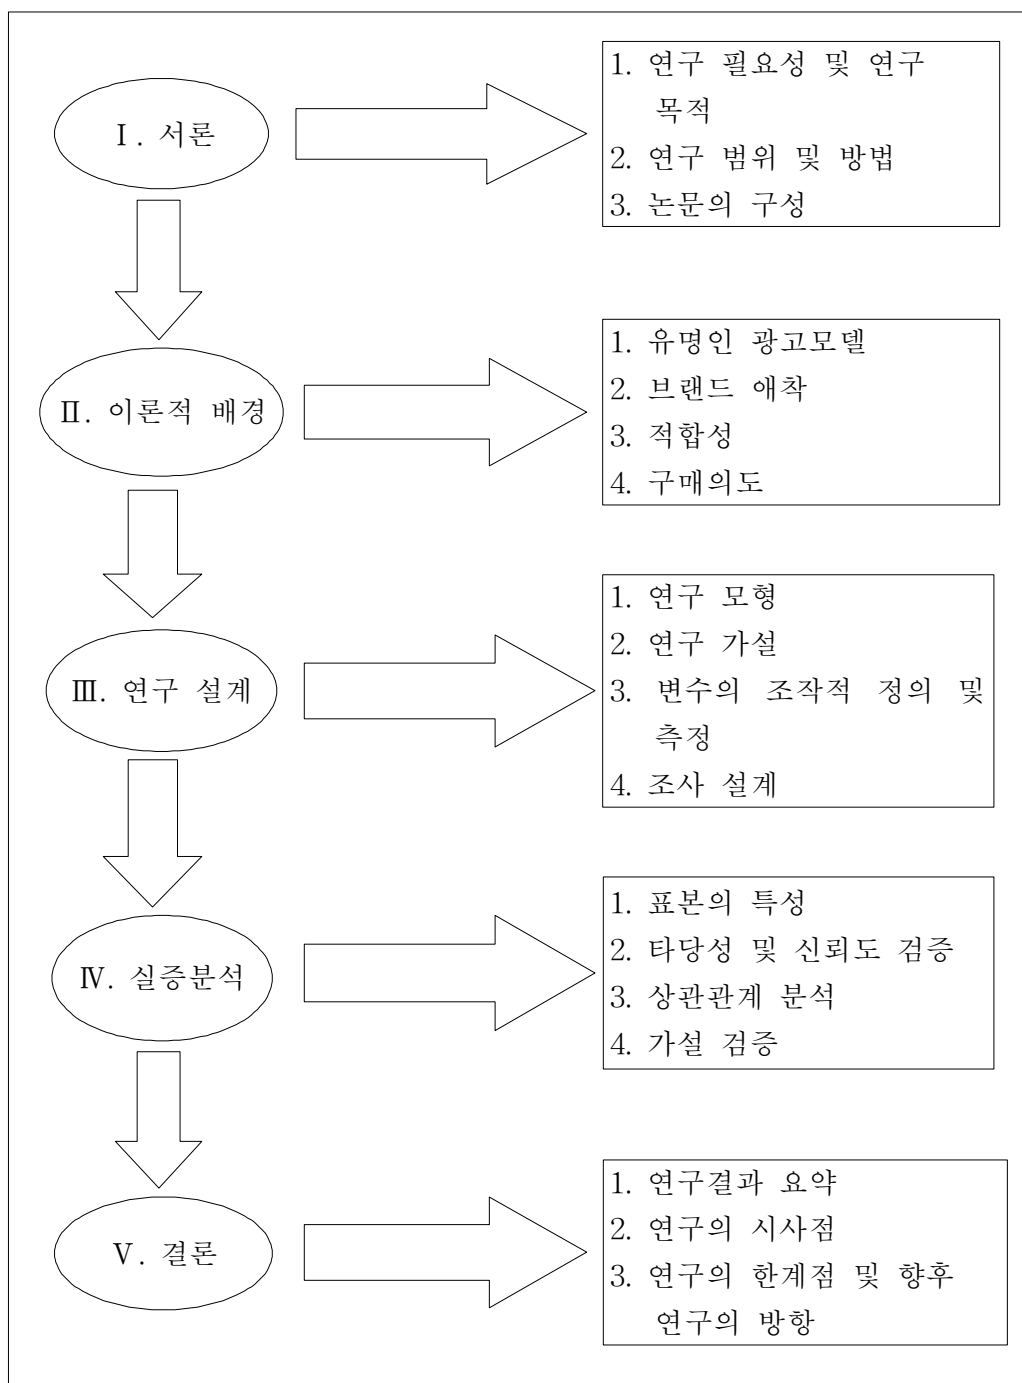 Ⅰ. 서론
1. 연구 필요성 및 연구
목적
2. 연구 범위 및 방법
3. 논문의 구성
Ⅱ. 이론적 배경
1. 유명인 광고모델
2. 브랜드 애착
3. 적합성
4. 구매의도
Ⅲ. 연구 설계
1. 연구 모형
2. 연구 가설
3. 변수의 조작적 정의 및
측정
4. 조사 설계
Ⅳ. 실증분석
1. 표본의 특성
2. 타당성 및 신뢰도 검증
3. 상관관계 분석
4. 가설 검증
Ⅴ. 결론
1. 연구결과 요약
2. 연구의 시사점
3. 연구의 한계점 및 향후
연구의 방향